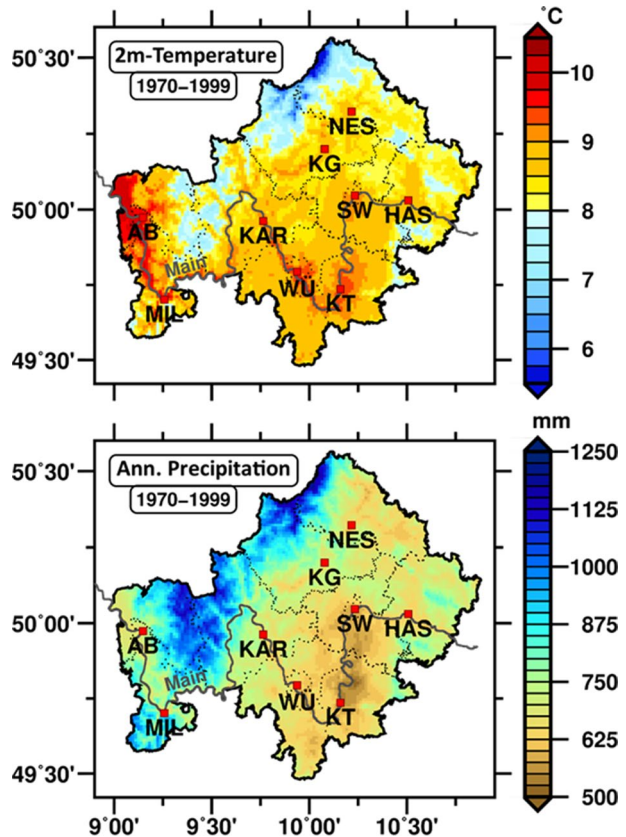 °C
2m-Temperature
1970–1999
50°30'
50°00'
49°30'
NES
KG
SW
HAS
AB
KAR
Main
WÜ
KT
MIL
10
9
8
7
6
mm
Ann. Precipitation
1970–1999
50°30'
50°00'
49°30'
NES
KG
SW
HAS
AB
KAR
Main
WÜ
KT
MIL
1250
1125
1000
875
750
625
500
9°00' 9°30' 10°00' 10°30'